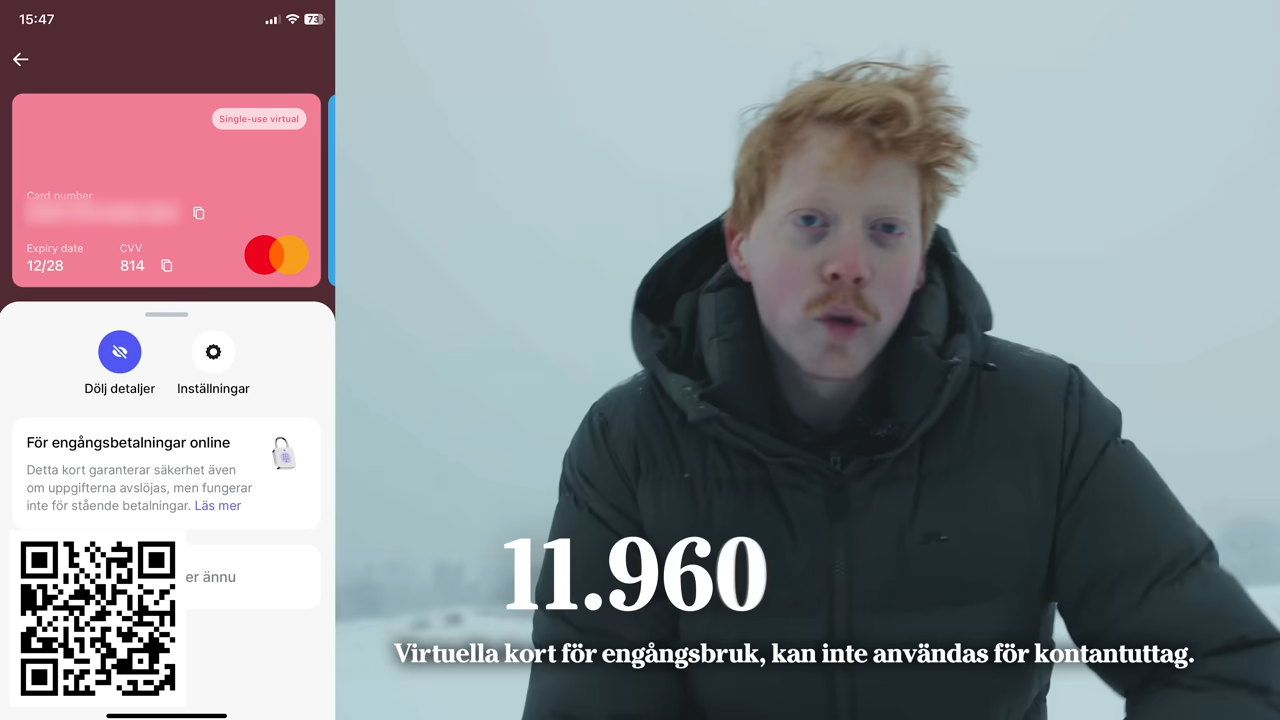 15:47
73
Single-use virtual
Card number
Expiry date
CVV
12/28
814
Dölj detaljer
Inställningar
För engångsbetalningar online
Detta kort garanterar säkerhet även
om uppgifterna avslöjas, men fungerar
inte för stående betalningar. Läs mer
er ännu
11.960
Virtuella kort för engångsbruk, kan inte användas för kontantuttag.